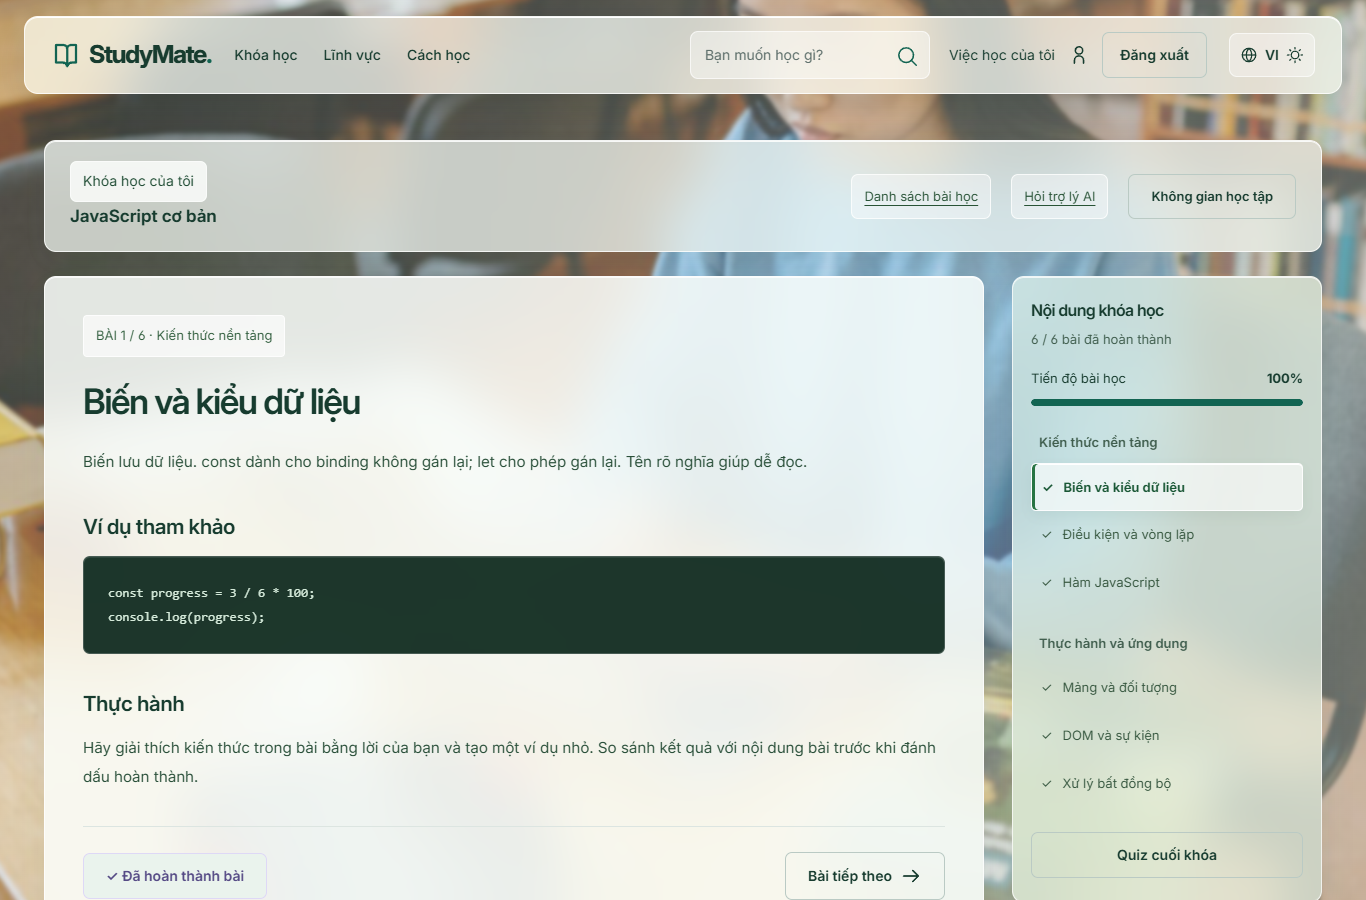 StudyMate.
Khóa học
Lĩnh vực
Cách học
Bạn muốn học gì?
Việc học của tôi
Đăng xuất
VI
Khóa học của tôi
JavaScript cơ bản
Danh sách bài học
Hỏi trợ lý AI
Không gian học tập
BÀI 1 / 6 · Kiến thức nền tảng
Biến và kiểu dữ liệu
Biến lưu dữ liệu. const dành cho binding không gán lại; let cho phép gán lại. Tên rõ nghĩa giúp dễ đọc.
Ví dụ tham khảo
const progress = 3 / 6 * 100;
console.log(progress);
Thực hành
Hãy giải thích kiến thức trong bài bằng lời của bạn và tạo một ví dụ nhỏ. So sánh kết quả với nội dung bài trước khi đánh
dấu hoàn thành.
✓ Đã hoàn thành bài
Bài tiếp theo →
Nội dung khóa học
6 / 6 bài đã hoàn thành
Tiến độ bài học 100%
Kiến thức nền tảng
✓ Biến và kiểu dữ liệu
✓ Điều kiện và vòng lặp
✓ Hàm JavaScript
Thực hành và ứng dụng
✓ Mảng và đối tượng
✓ DOM và sự kiện
✓ Xử lý bất đồng bộ
Quiz cuối khóa